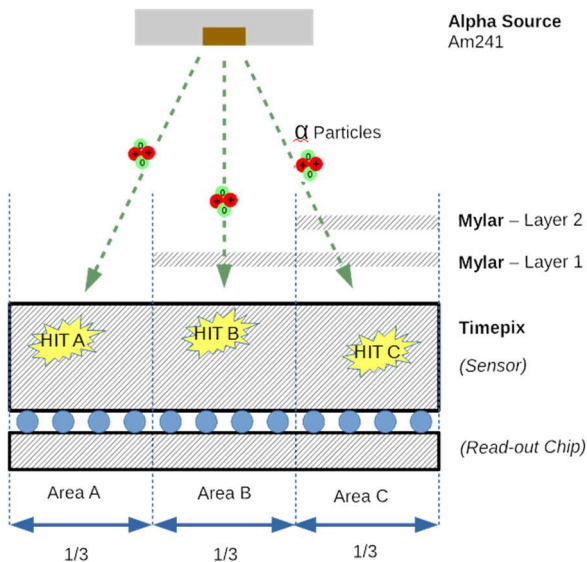 Alpha Source
Am241
α Particles
Mylar – Layer 2
Mylar – Layer 1
Timepix
HIT A
HIT B
HIT C
(Sensor)
(Read-out Chip)
Area A
Area B
Area C
1/3
1/3
1/3